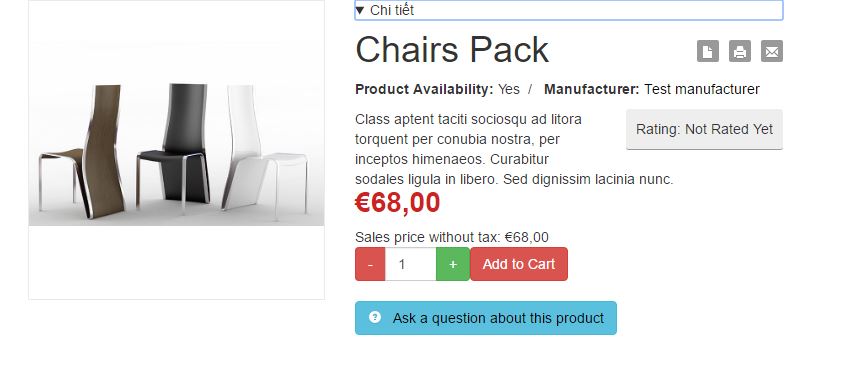 Chi tiết
Chairs Pack
Product Availability: Yes / Manufacturer: Test manufacturer
Class aptent taciti sociosqu ad litora
torquent per conubia nostra, per
inceptos himenaeos. Curabitur
sodales ligula in libero. Sed dignissim lacinia nunc.
Rating: Not Rated Yet
€68,00
Sales price without tax: €68,00
- 1 + Add to Cart
? Ask a question about this product